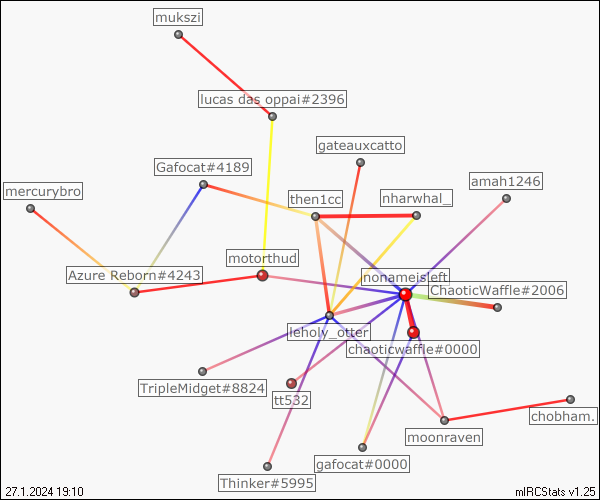 mukszi
lucas das oppai#2396
gateauxcatto
Gafocat#4189
amah1246
mercurybro
then1cc
nharwhal_
motorthud
Azure Reborn#4243
nonameisleft
ChaoticWaffle#2006
leholy_otter
chaoticwaffle#0000
TripleMidget#8824
tt532
chobham.
moonraven
gafocat#0000
Thinker#5995
27.1.2024 19:10
mIRCStats v1.25